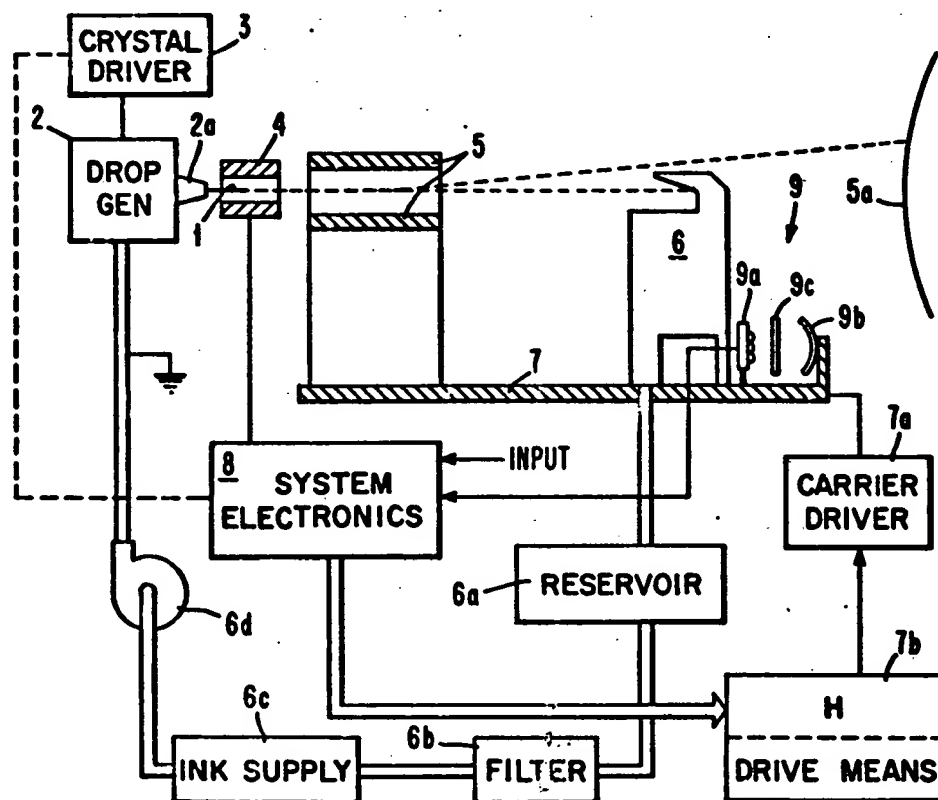 CRYSTAL
DRIVER
3
2
2a
4
5
DROP
GEN
1
5a
6
9
9a
9c
9b
7
7a
8
SYSTEM
ELECTRONICS
INPUT
CARRIER
DRIVER
6a
RESERVOIR
6d
7b
H
6c
6b
INK SUPPLY
FILTER
DRIVE MEANS